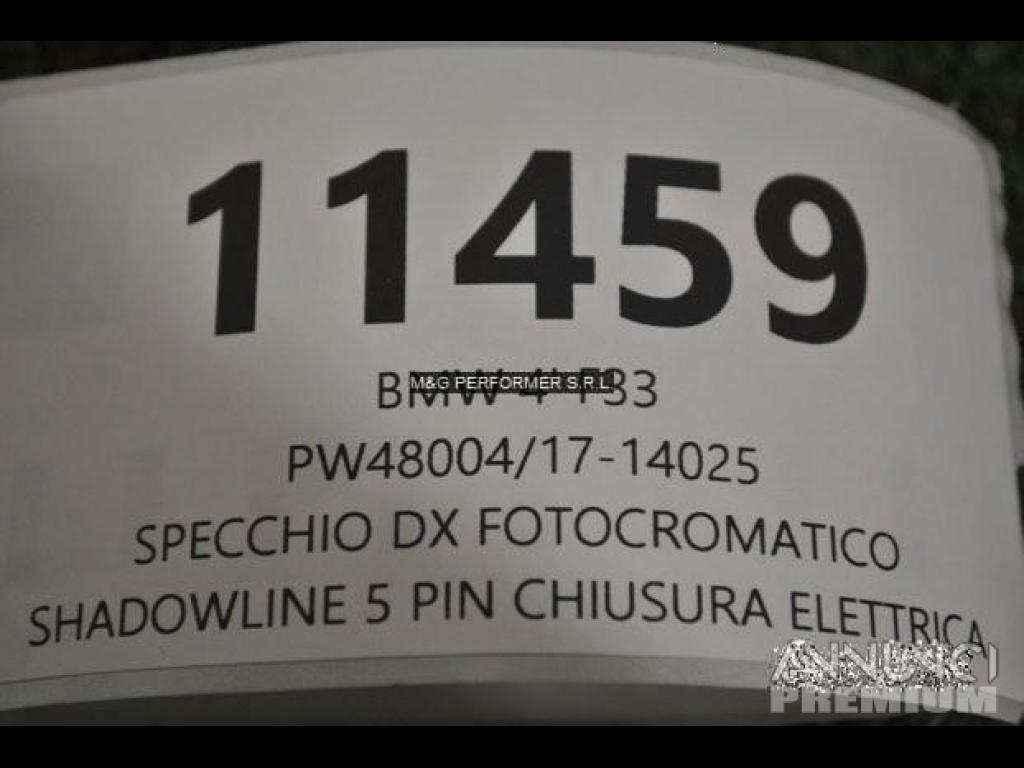 11459
BMW 4 F33
M&G PERFORMER S.R.L.
PW48004/17-14025
SPECCHIO DX FOTOCROMATICO
SHADOWLINE 5 PIN CHIUSURA ELETTRICA
ANNUNCI
PREMIUM